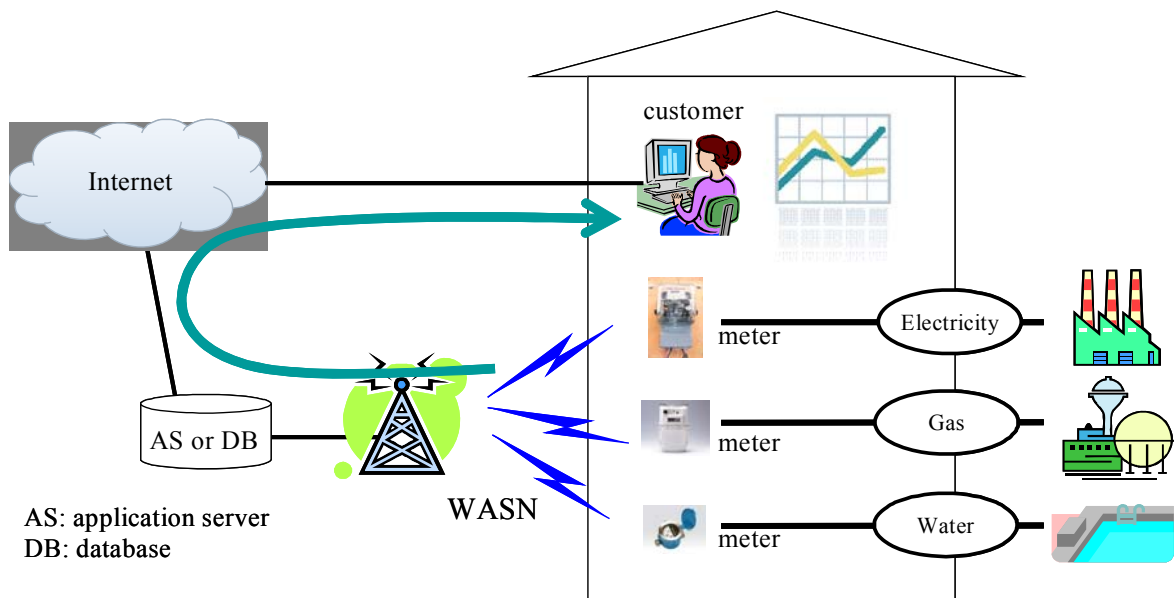 customer
Internet
Electricity
meter
AS or DB
Gas
meter
WASN
Water
meter
AS: application server
DB: database